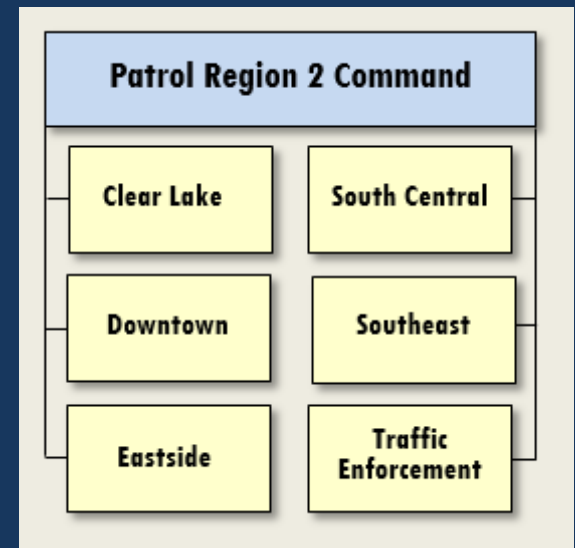 Patrol Region 2 Command
Clear Lake
South Central
Downtown
Southeast
Eastside
Traffic
Enforcement